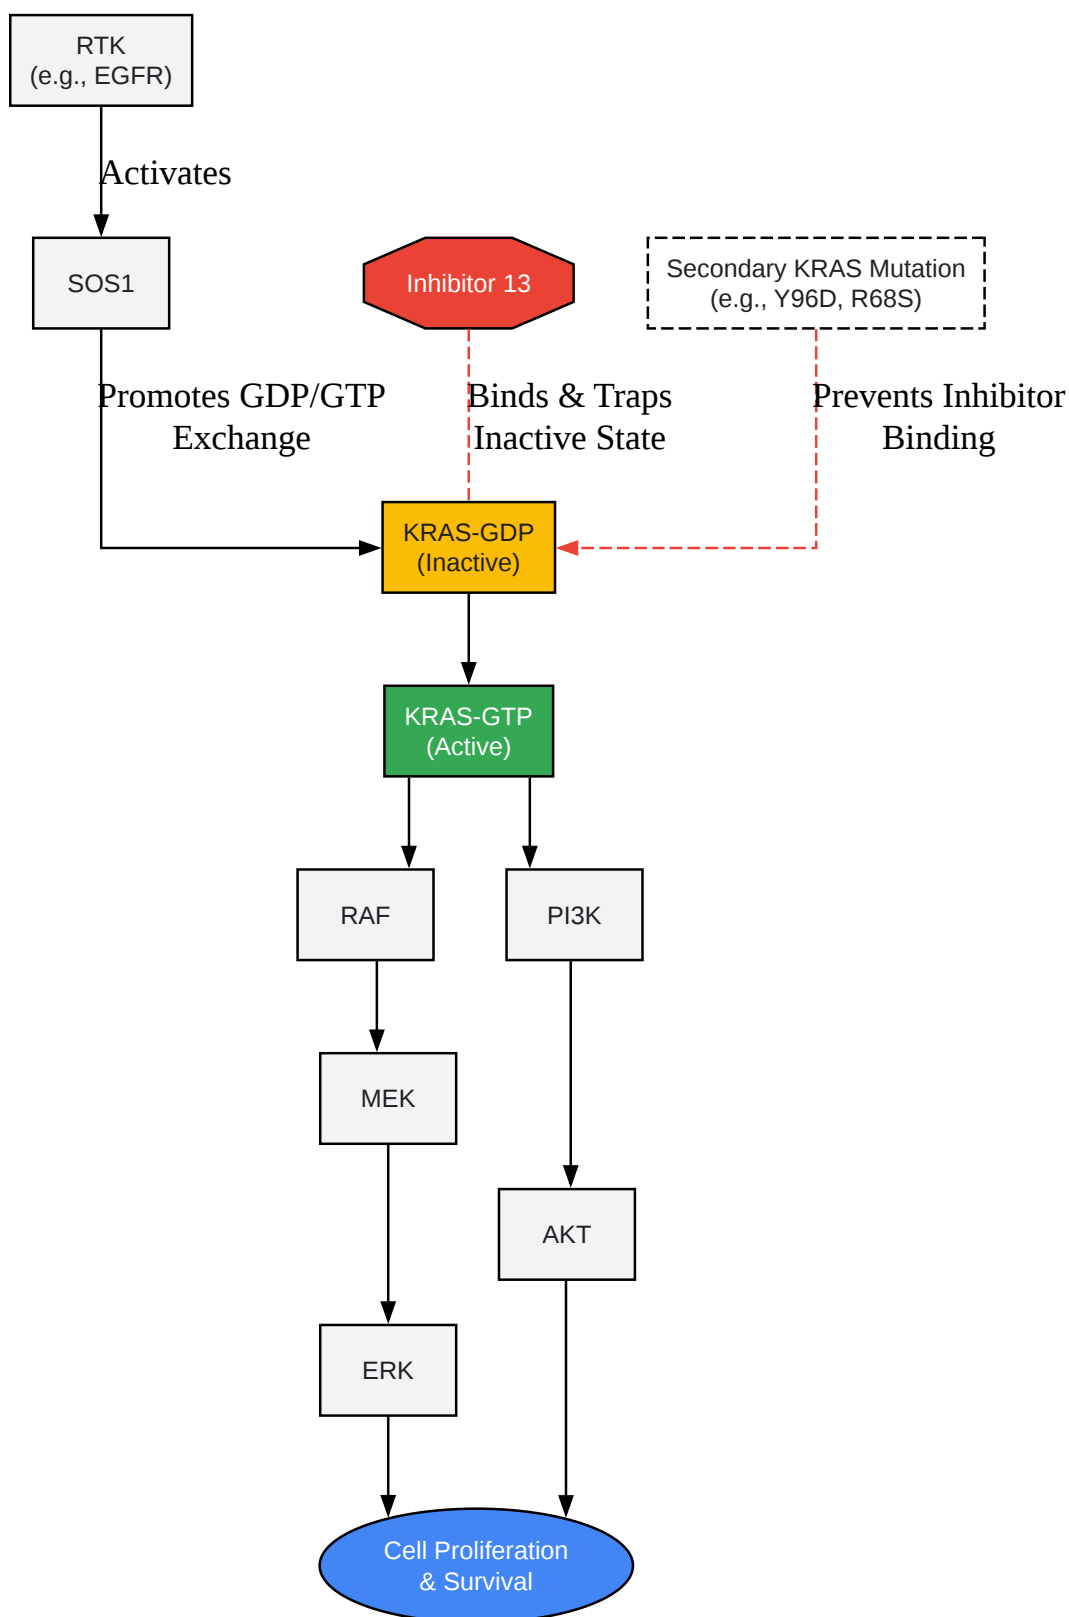 RTK
(e.g., EGFR)
Activates
SOS1
Inhibitor 13
Secondary KRAS Mutation
(e.g., Y96D, R68S)
Promotes GDP/GTP
Exchange
Binds & Traps
Inactive State
Prevents Inhibitor
Binding
KRAS-GDP
(Inactive)
KRAS-GTP
(Active)
RAF
PI3K
MEK
AKT
ERK
Cell Proliferation
& Survival